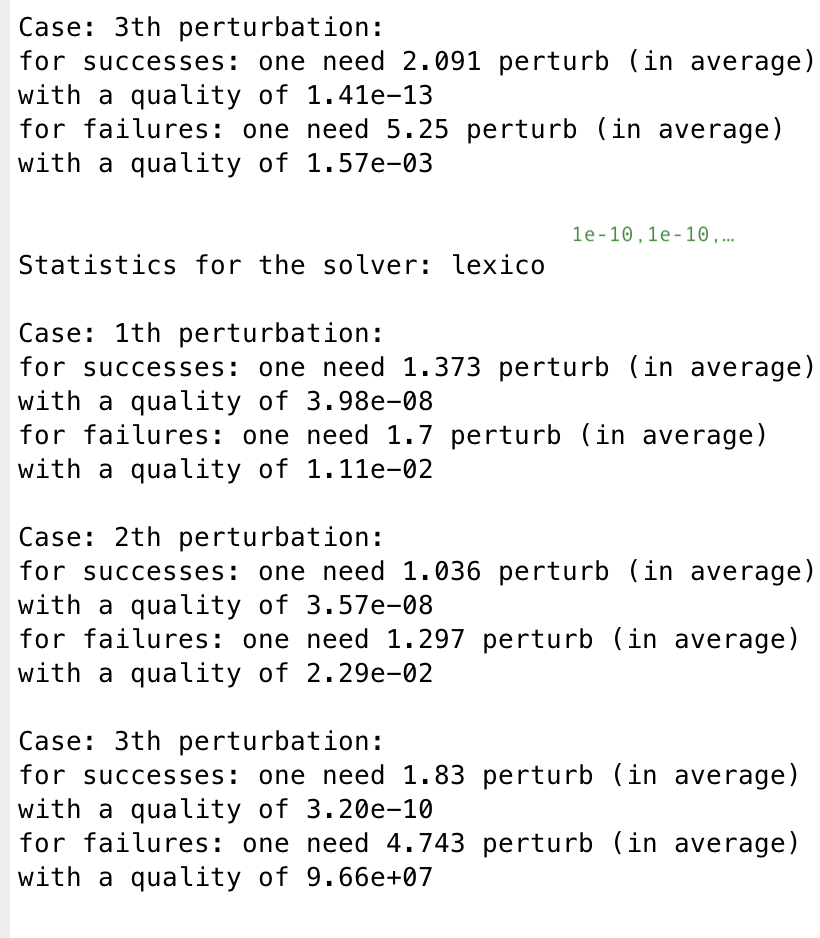 Case: 3th perturbation:
for successes: one need 2.091 perturb (in average)
with a quality of 1.41e−13
for failures: one need 5.25 perturb (in average)
with a quality of 1.57e−03
1e-10,1e-10,…
Statistics for the solver: lexico
Case: 1th perturbation:
for successes: one need 1.373 perturb (in average)
with a quality of 3.98e−08
for failures: one need 1.7 perturb (in average)
with a quality of 1.11e−02
Case: 2th perturbation:
for successes: one need 1.036 perturb (in average)
with a quality of 3.57e−08
for failures: one need 1.297 perturb (in average)
with a quality of 2.29e−02
Case: 3th perturbation:
for successes: one need 1.83 perturb (in average)
with a quality of 3.20e−10
for failures: one need 4.743 perturb (in average)
with a quality of 9.66e+07